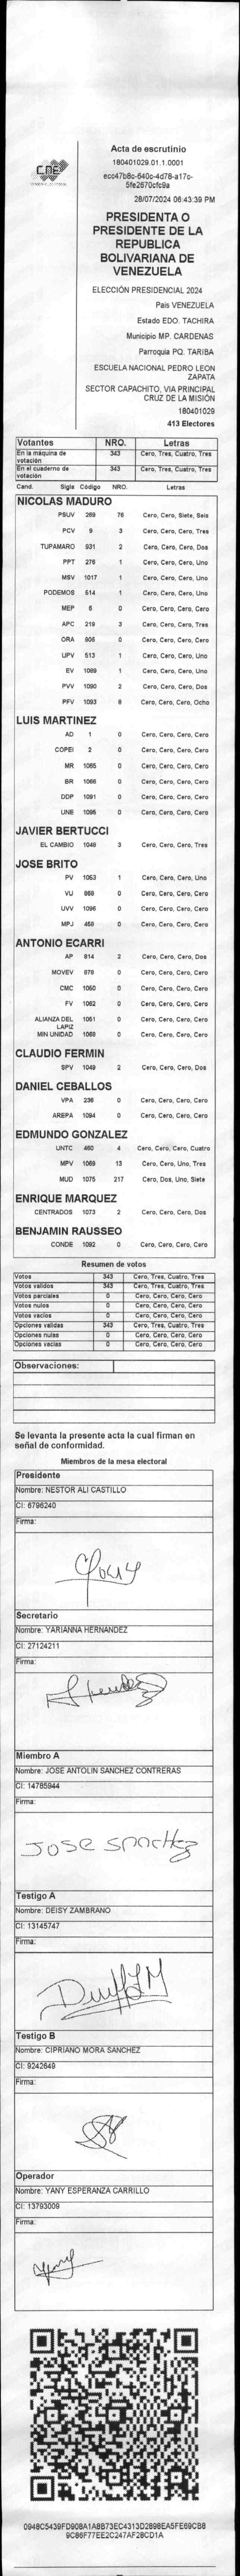 Acta de escrutinio
180401029.01.1.0001
ecc47b8c-640c-4d78-a17c-
5fe2670cfc9a
28/07/2024 06:43:39 PM
CNE
PRESIDENTA O
PRESIDENTE DE LA
REPUBLICA
BOLIVARIANA DE
VENEZUELA
ELECCIÓN PRESIDENCIAL 2024
Pais VENEZUELA
Estado EDO. TACHIRA
Municipio MP. CARDENAS
Parroquia PQ. TARIBA
ESCUELA NACIONAL PEDRO LEON
ZAPATA
SECTOR CAPACHITO, VIA PRINCIPAL
CRUZ DE LA MISIÓN
180401029
413 Electores
Votantes NRO. Letras
En la máquina de votación 343 Cero, Tres, Cuatro, Tres
En el cuaderno de votación 343 Cero, Tres, Cuatro, Tres
Cand. Sigla Código NRO. Letras
NICOLAS MADURO
PSUV 269 76 Cero, Cero, Siete, Seis
PCV 9 3 Cero, Cero, Cero, Tres
TUPAMARO 931 2 Cero, Cero, Cero, Dos
PPT 276 1 Cero, Cero, Cero, Uno
MSV 1017 1 Cero, Cero, Cero, Uno
PODEMOS 514 1 Cero, Cero, Cero, Uno
MEP 6 0 Cero, Cero, Cero, Cero
APC 219 3 Cero, Cero, Cero, Tres
ORA 805 0 Cero, Cero, Cero, Cero
UPV 513 1 Cero, Cero, Cero, Uno
EV 1089 1 Cero, Cero, Cero, Uno
PVV 1090 2 Cero, Cero, Cero, Dos
PFV 1093 8 Cero, Cero, Cero, Ocho
LUIS MARTINEZ
AD 1 0 Cero, Cero, Cero, Cero
COPEI 2 0 Cero, Cero, Cero, Cero
MR 1065 0 Cero, Cero, Cero, Cero
BR 1066 0 Cero, Cero, Cero, Cero
DDP 1091 0 Cero, Cero, Cero, Cero
UNE 1095 0 Cero, Cero, Cero, Cero
JAVIER BERTUCCI
EL CAMBIO 1046 3 Cero, Cero, Cero, Tres
JOSE BRITO
PV 1053 1 Cero, Cero, Cero, Uno
VU 869 0 Cero, Cero, Cero, Cero
UVV 1096 0 Cero, Cero, Cero, Cero
MPJ 458 0 Cero, Cero, Cero, Cero
ANTONIO ECARRI
AP 814 2 Cero, Cero, Cero, Dos
MOVEV 879 0 Cero, Cero, Cero, Cero
CMC 1050 0 Cero, Cero, Cero, Cero
FV 1062 0 Cero, Cero, Cero, Cero
ALIANZA DEL LAPIZ 1051 0 Cero, Cero, Cero, Cero
MIN UNIDAD 1068 0 Cero, Cero, Cero, Cero
CLAUDIO FERMIN
SPV 1049 2 Cero, Cero, Cero, Dos
DANIEL CEBALLOS
VPA 236 0 Cero, Cero, Cero, Cero
AREPA 1094 0 Cero, Cero, Cero, Cero
EDMUNDO GONZALEZ
UNTC 460 4 Cero, Cero, Cero, Cuatro
MPV 1069 13 Cero, Cero, Uno, Tres
MUD 1075 217 Cero, Dos, Uno, Siete
ENRIQUE MARQUEZ
CENTRADOS 1073 2 Cero, Cero, Cero, Dos
BENJAMIN RAUSSEO
CONDE 1092 0 Cero, Cero, Cero, Cero
Resumen de votos
Votos 343 Cero, Tres, Cuatro, Tres
Votos validos 343 Cero, Tres, Cuatro, Tres
Votos parciales 0 Cero, Cero, Cero, Cero
Votos nulos 0 Cero, Cero, Cero, Cero
Votos vacios 0 Cero, Cero, Cero, Cero
Opciones validas 343 Cero, Tres, Cuatro, Tres
Opciones nulas 0 Cero, Cero, Cero, Cero
Opciones vacias 0 Cero, Cero, Cero, Cero
Observaciones:
Se levanta la presente acta la cual firman en
señal de conformidad.
Miembros de la mesa electoral
Presidente
Nombre: NESTOR ALI CASTILLO
CI: 6796240
Firma:
Secretario
Nombre: YARIANNA HERNANDEZ
CI: 27124211
Firma:
Miembro A
Nombre: JOSE ANTOLIN SANCHEZ CONTRERAS
CI: 14785944
Firma:
Jose Sanchez
Testigo A
Nombre: DEISY ZAMBRANO
CI: 13145747
Firma:
Testigo B
Nombre: CIPRIANO MORA SANCHEZ
CI: 9242649
Firma:
Operador
Nombre: YANY ESPERANZA CARRILLO
CI: 13793009
Firma:
0948C5439FD908A1A8B73EC4313D2898EA5FE69CB8
9C86F77EE2C247AF28CD1A